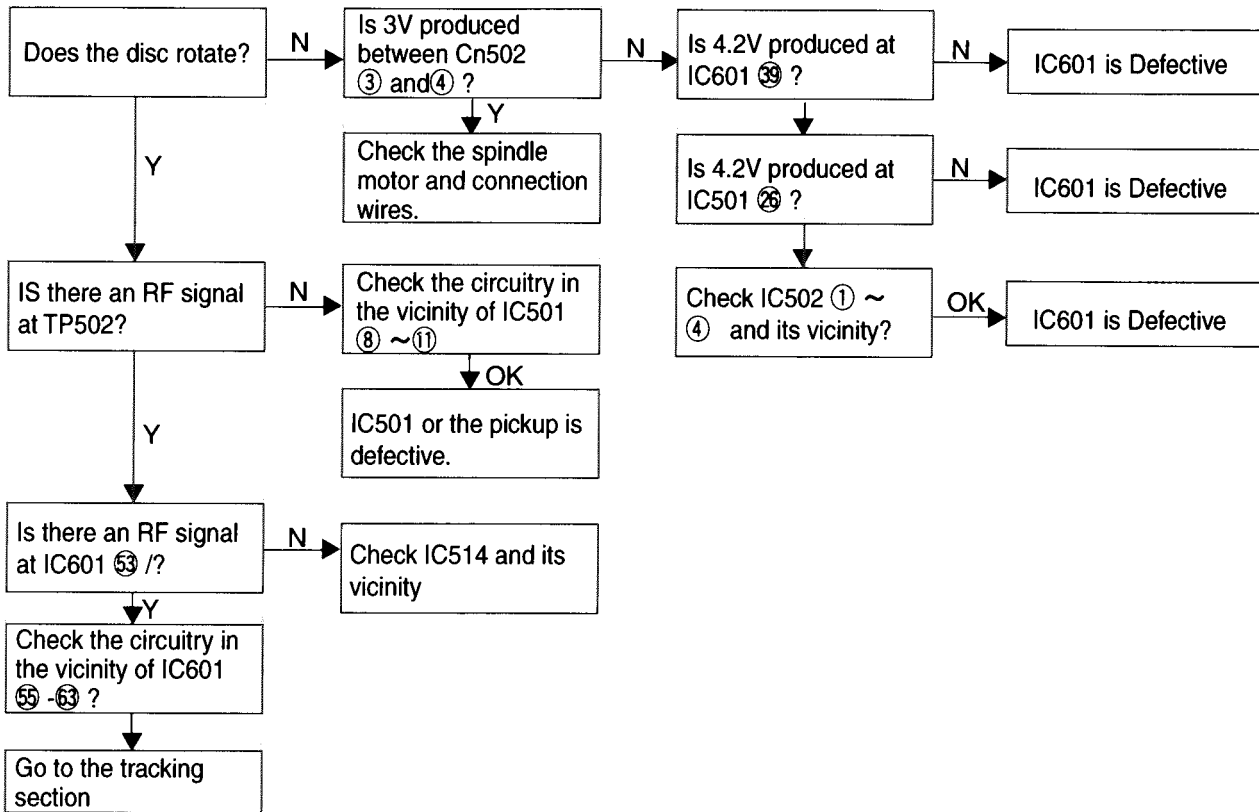 Does the disc rotate?
N
Is 3V produced
between Cn502
③ and④ ?
N
Is 4.2V produced at
IC601 ㊴ ?
N
IC601 is Defective
Y
Check the spindle
motor and connection
wires.
Is 4.2V produced at
IC501 ㉖ ?
N
IC601 is Defective
Y
IS there an RF signal
at TP502?
N
Check the circuitry in
the vicinity of IC501
⑧ ~⑪
Check IC502 ① ~
④ and its vicinity?
OK
IC601 is Defective
OK
IC501 or the pickup is
defective.
Y
Is there an RF signal
at IC601 53 /?
N
Check IC514 and its
vicinity
Y
Check the circuitry in
the vicinity of IC601
55 -63 ?
Go to the tracking
section